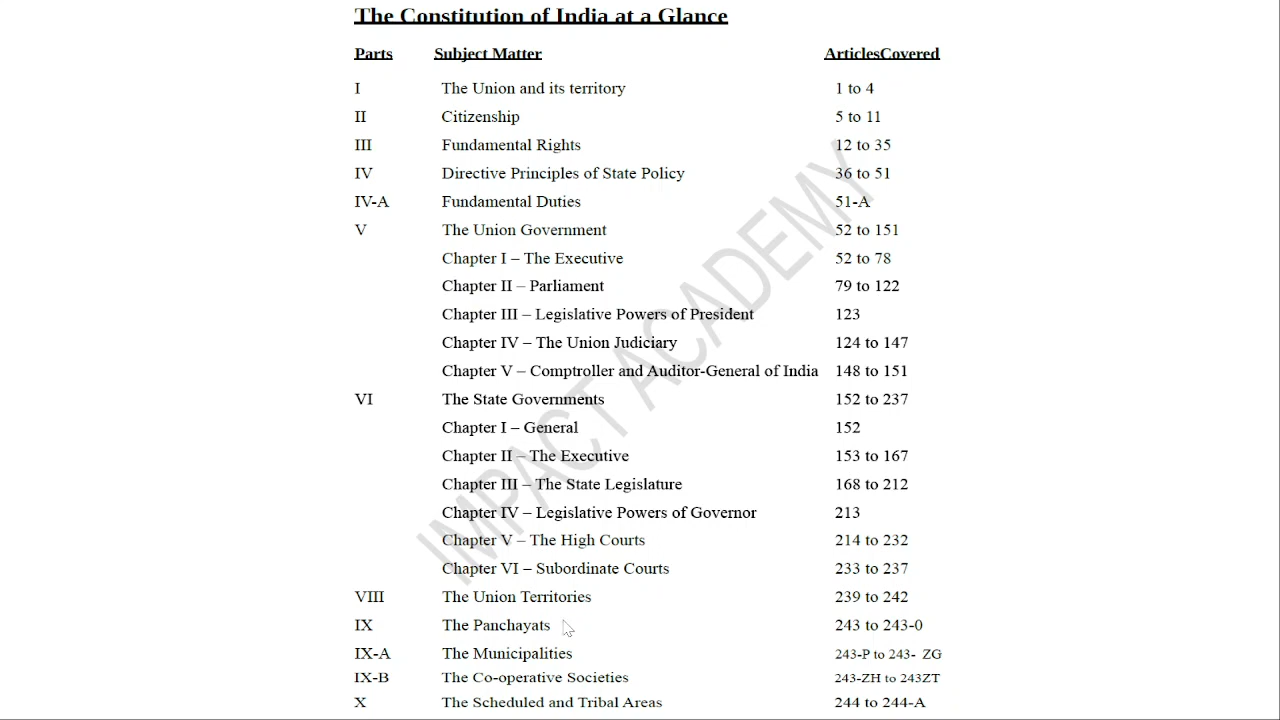 The Constitution of India at a Glance
Parts Subject Matter ArticlesCovered
I The Union and its territory 1 to 4
II Citizenship 5 to 11
III Fundamental Rights 12 to 35
IV Directive Principles of State Policy 36 to 51
IV-A Fundamental Duties 51-A
V The Union Government 52 to 151
Chapter I – The Executive 52 to 78
Chapter II – Parliament 79 to 122
Chapter III – Legislative Powers of President 123
Chapter IV – The Union Judiciary 124 to 147
Chapter V – Comptroller and Auditor-General of India 148 to 151
VI The State Governments 152 to 237
Chapter I – General 152
Chapter II – The Executive 153 to 167
Chapter III – The State Legislature 168 to 212
Chapter IV – Legislative Powers of Governor 213
Chapter V – The High Courts 214 to 232
Chapter VI – Subordinate Courts 233 to 237
VIII The Union Territories 239 to 242
IX The Panchayats 243 to 243-0
IX-A The Municipalities 243-P to 243- ZG
IX-B The Co-operative Societies 243-ZH to 243ZT
X The Scheduled and Tribal Areas 244 to 244-A
IMPACT ACADEMY